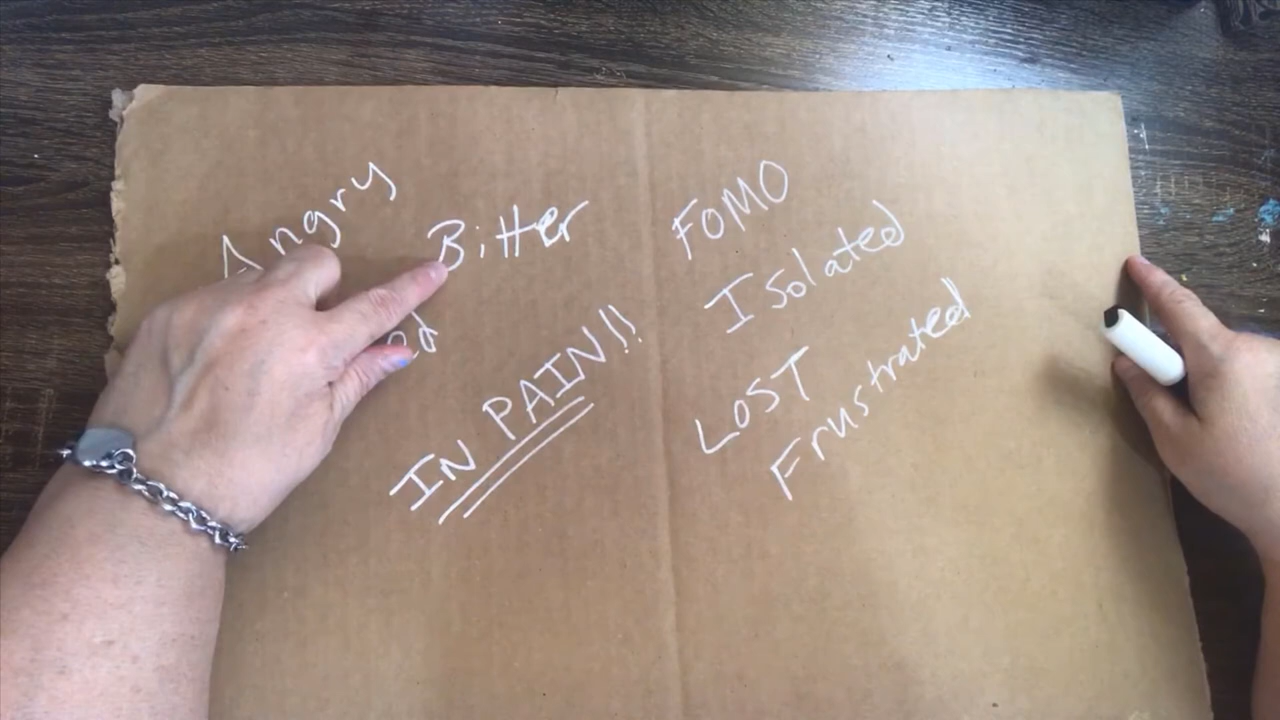 Angry
Bitter
IN PAIN!!
FOMO
Isolated
LOST
Frustrated